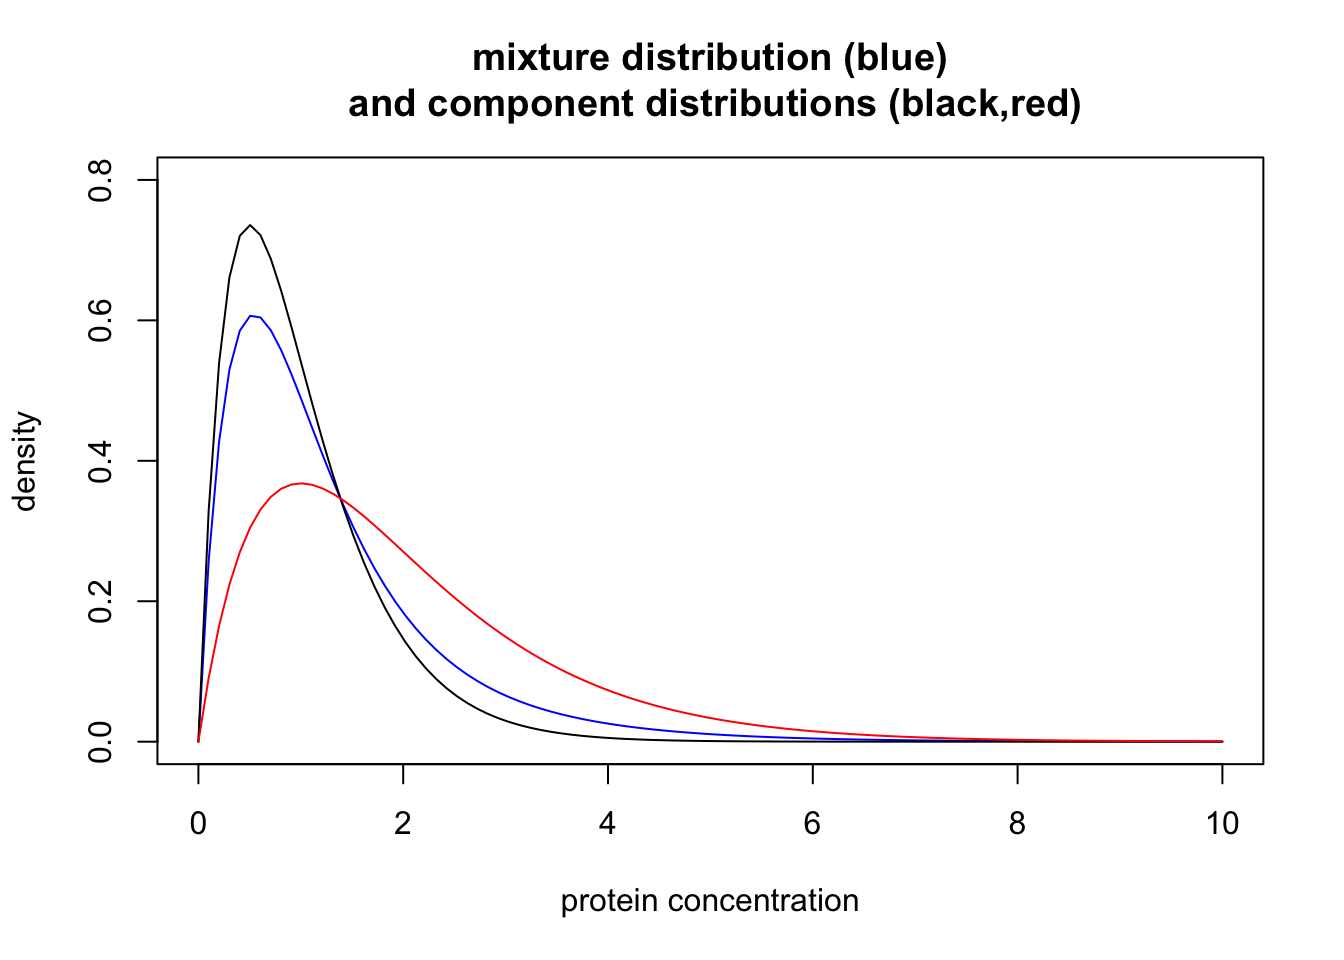 mixture distribution (blue)
and component distributions (black,red)
density
0.8
0.6
0.4
0.2
0.0
0 2 4 6 8 10
protein concentration